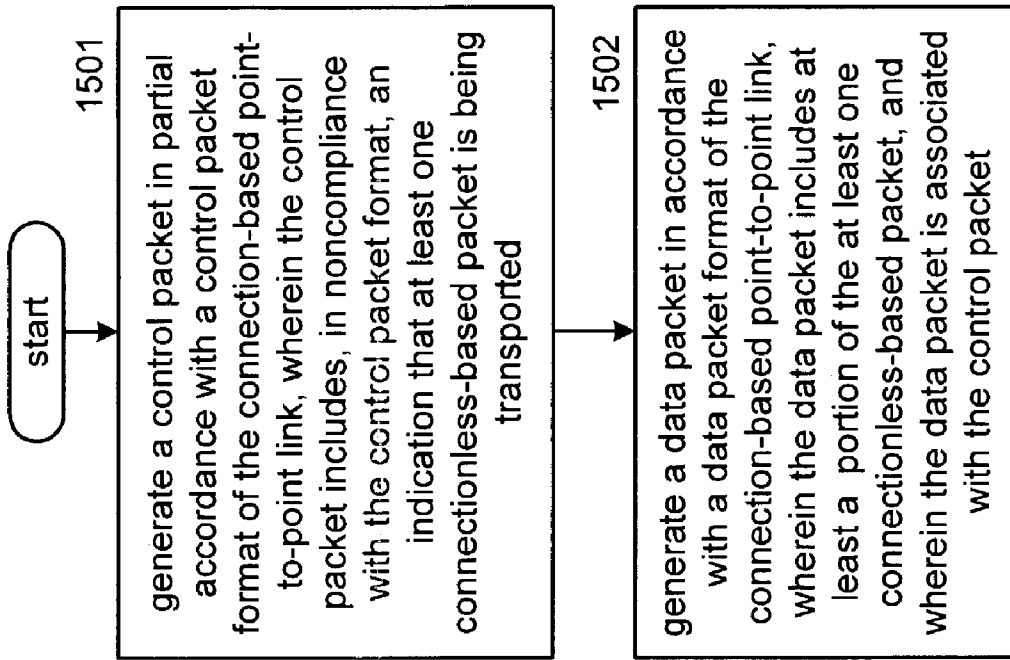 start
1501
generate a control packet in partial
accordance with a control packet
format of the connection-based point-
to-point link, wherein the control
packet includes, in noncompliance
with the control packet format, an
indication that at least one
connectionless-based packet is being
transported
1502
generate a data packet in accordance
with a data packet format of the
connection-based point-to-point link,
wherein the data packet includes at
least a portion of the at least one
connectionless-based packet, and
wherein the data packet is associated
with the control packet